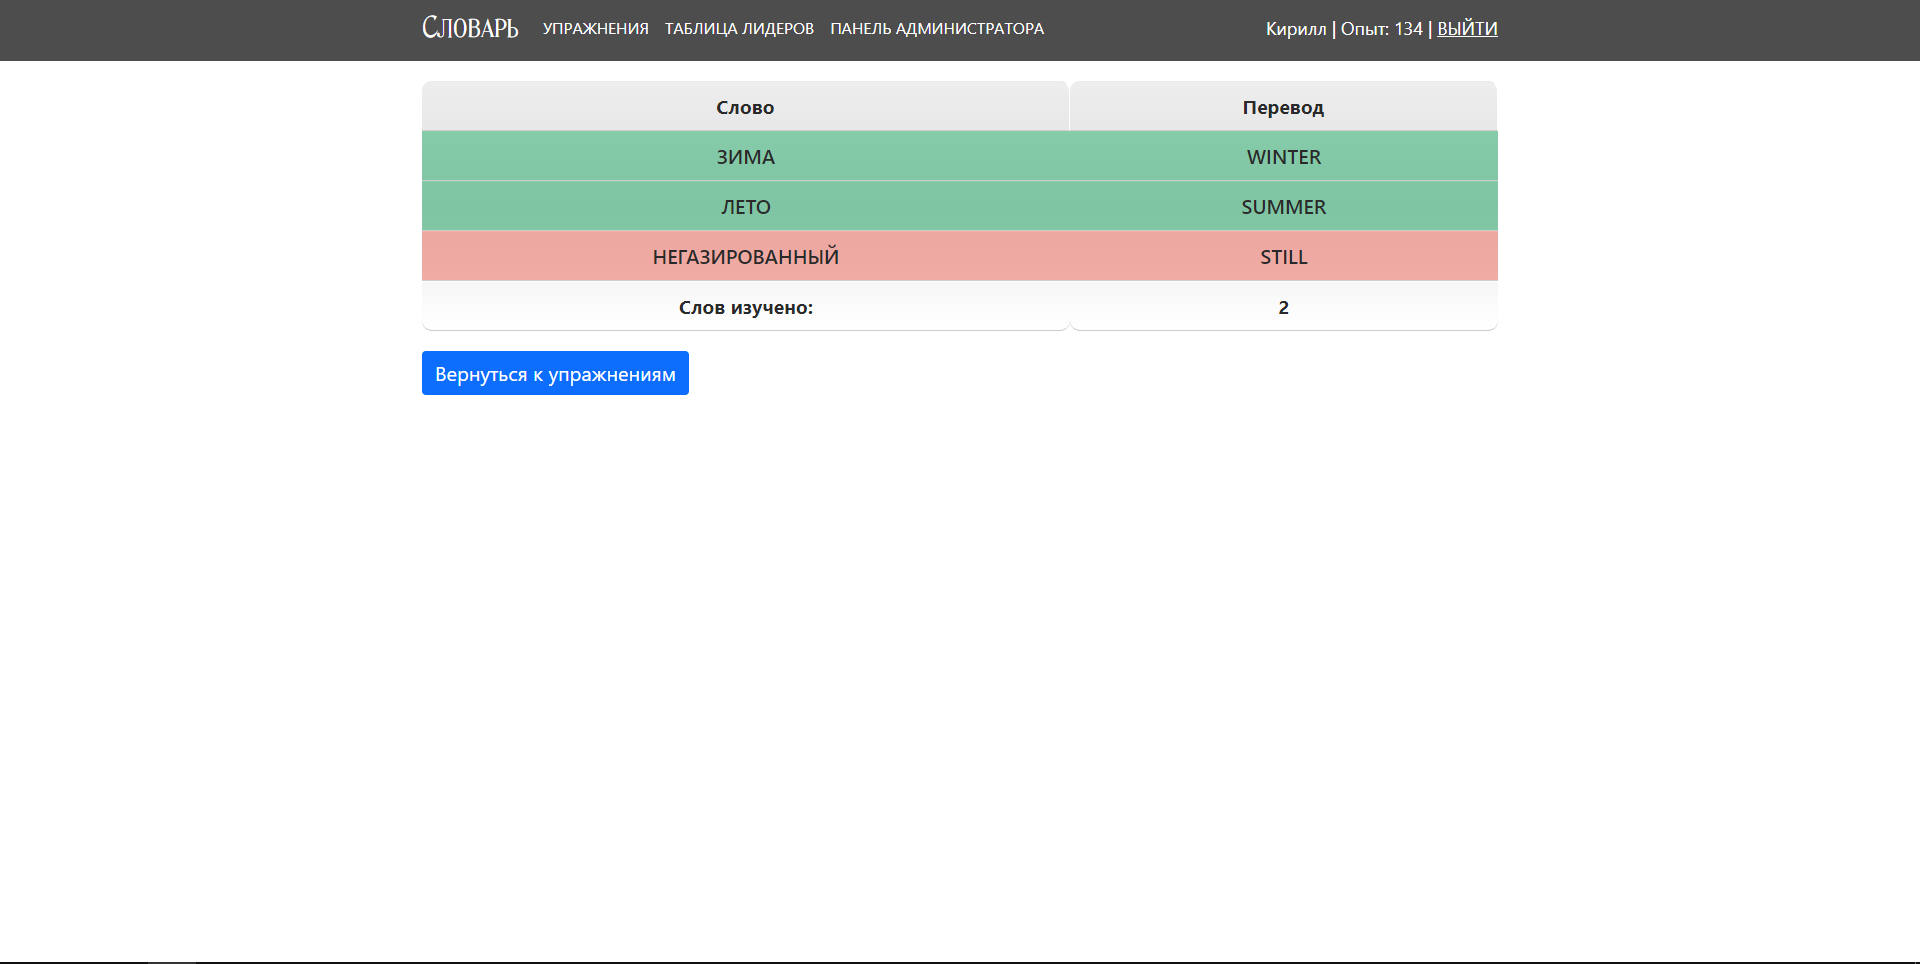 Словарь УПРАЖНЕНИЯ ТАБЛИЦА ЛИДЕРОВ ПАНЕЛЬ АДМИНИСТРАТОРА Кирилл | Опыт: 134 | ВЫЙТИ
Слово Перевод
ЗИМА WINTER
ЛЕТО SUMMER
НЕГАЗИРОВАННЫЙ STILL
Слов изучено: 2
Вернуться к упражнениям